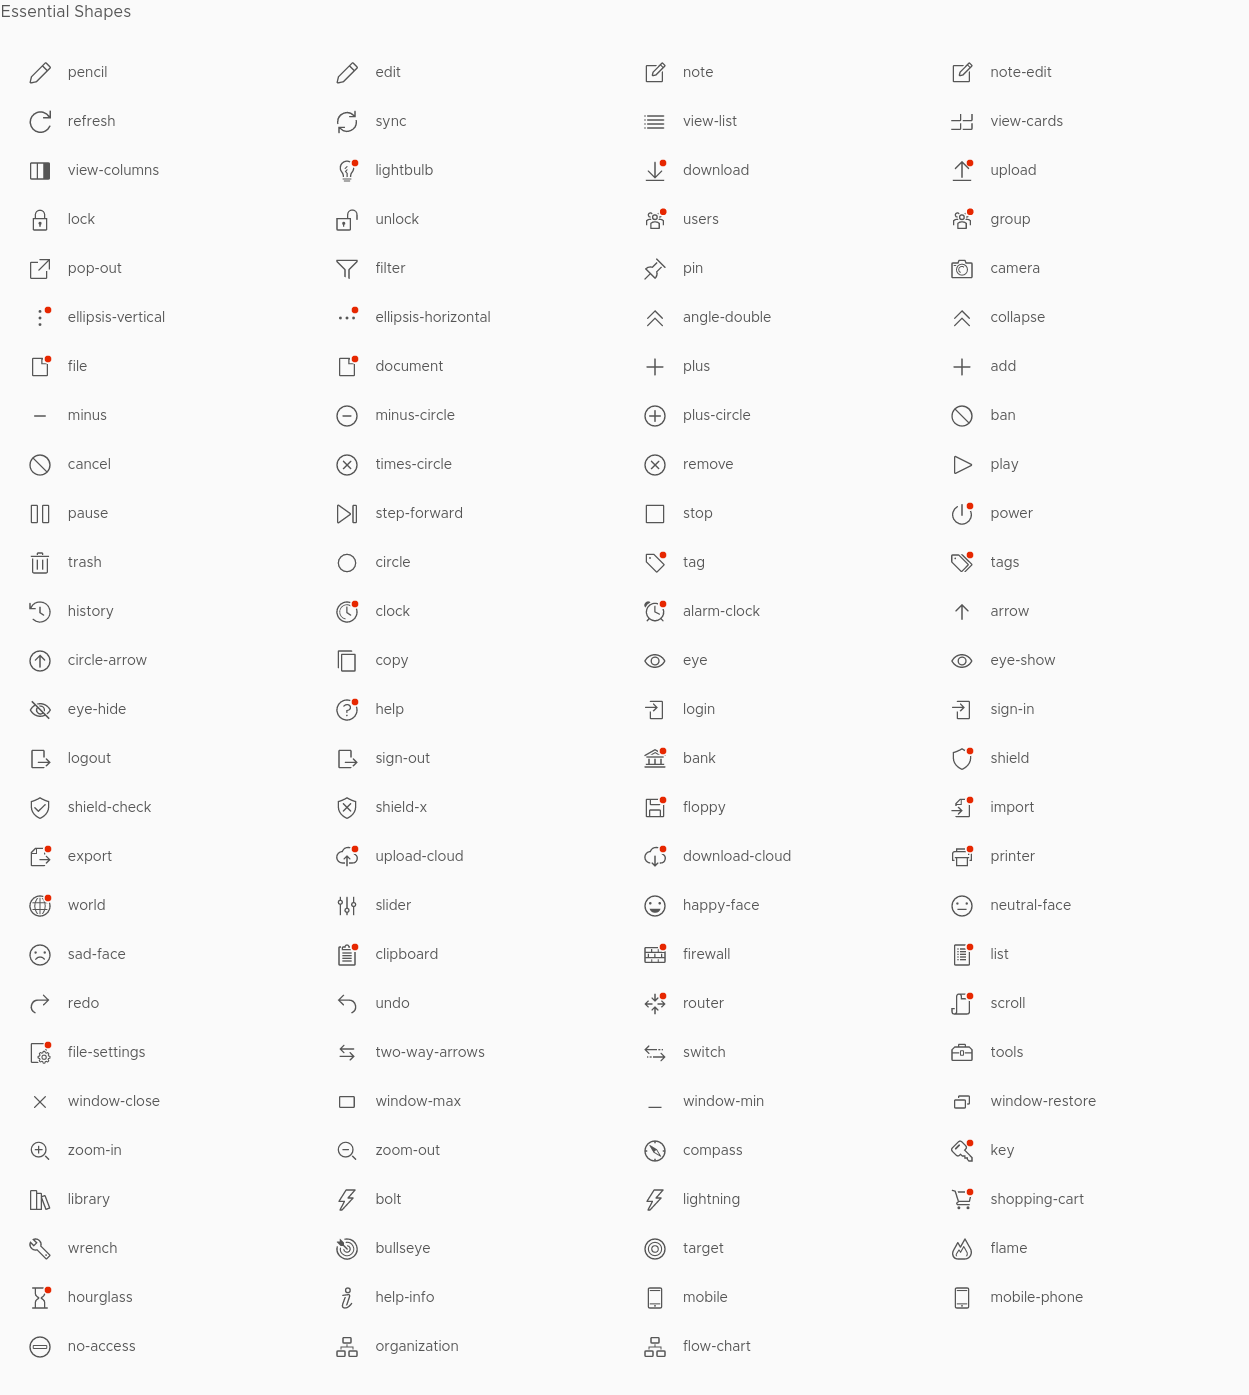 Essential Shapes
pencil edit note note-edit
refresh sync view-list view-cards
view-columns lightbulb download upload
lock unlock users group
pop-out filter pin camera
ellipsis-vertical ellipsis-horizontal angle-double collapse
file document plus add
minus minus-circle plus-circle ban
cancel times-circle remove play
pause step-forward stop power
trash circle tag tags
history clock alarm-clock arrow
circle-arrow copy eye eye-show
eye-hide help login sign-in
logout sign-out bank shield
shield-check shield-x floppy import
export upload-cloud download-cloud printer
world slider happy-face neutral-face
sad-face clipboard firewall list
redo undo router scroll
file-settings two-way-arrows switch tools
window-close window-max window-min window-restore
zoom-in zoom-out compass key
library bolt lightning shopping-cart
wrench bullseye target flame
hourglass help-info mobile mobile-phone
no-access organization flow-chart